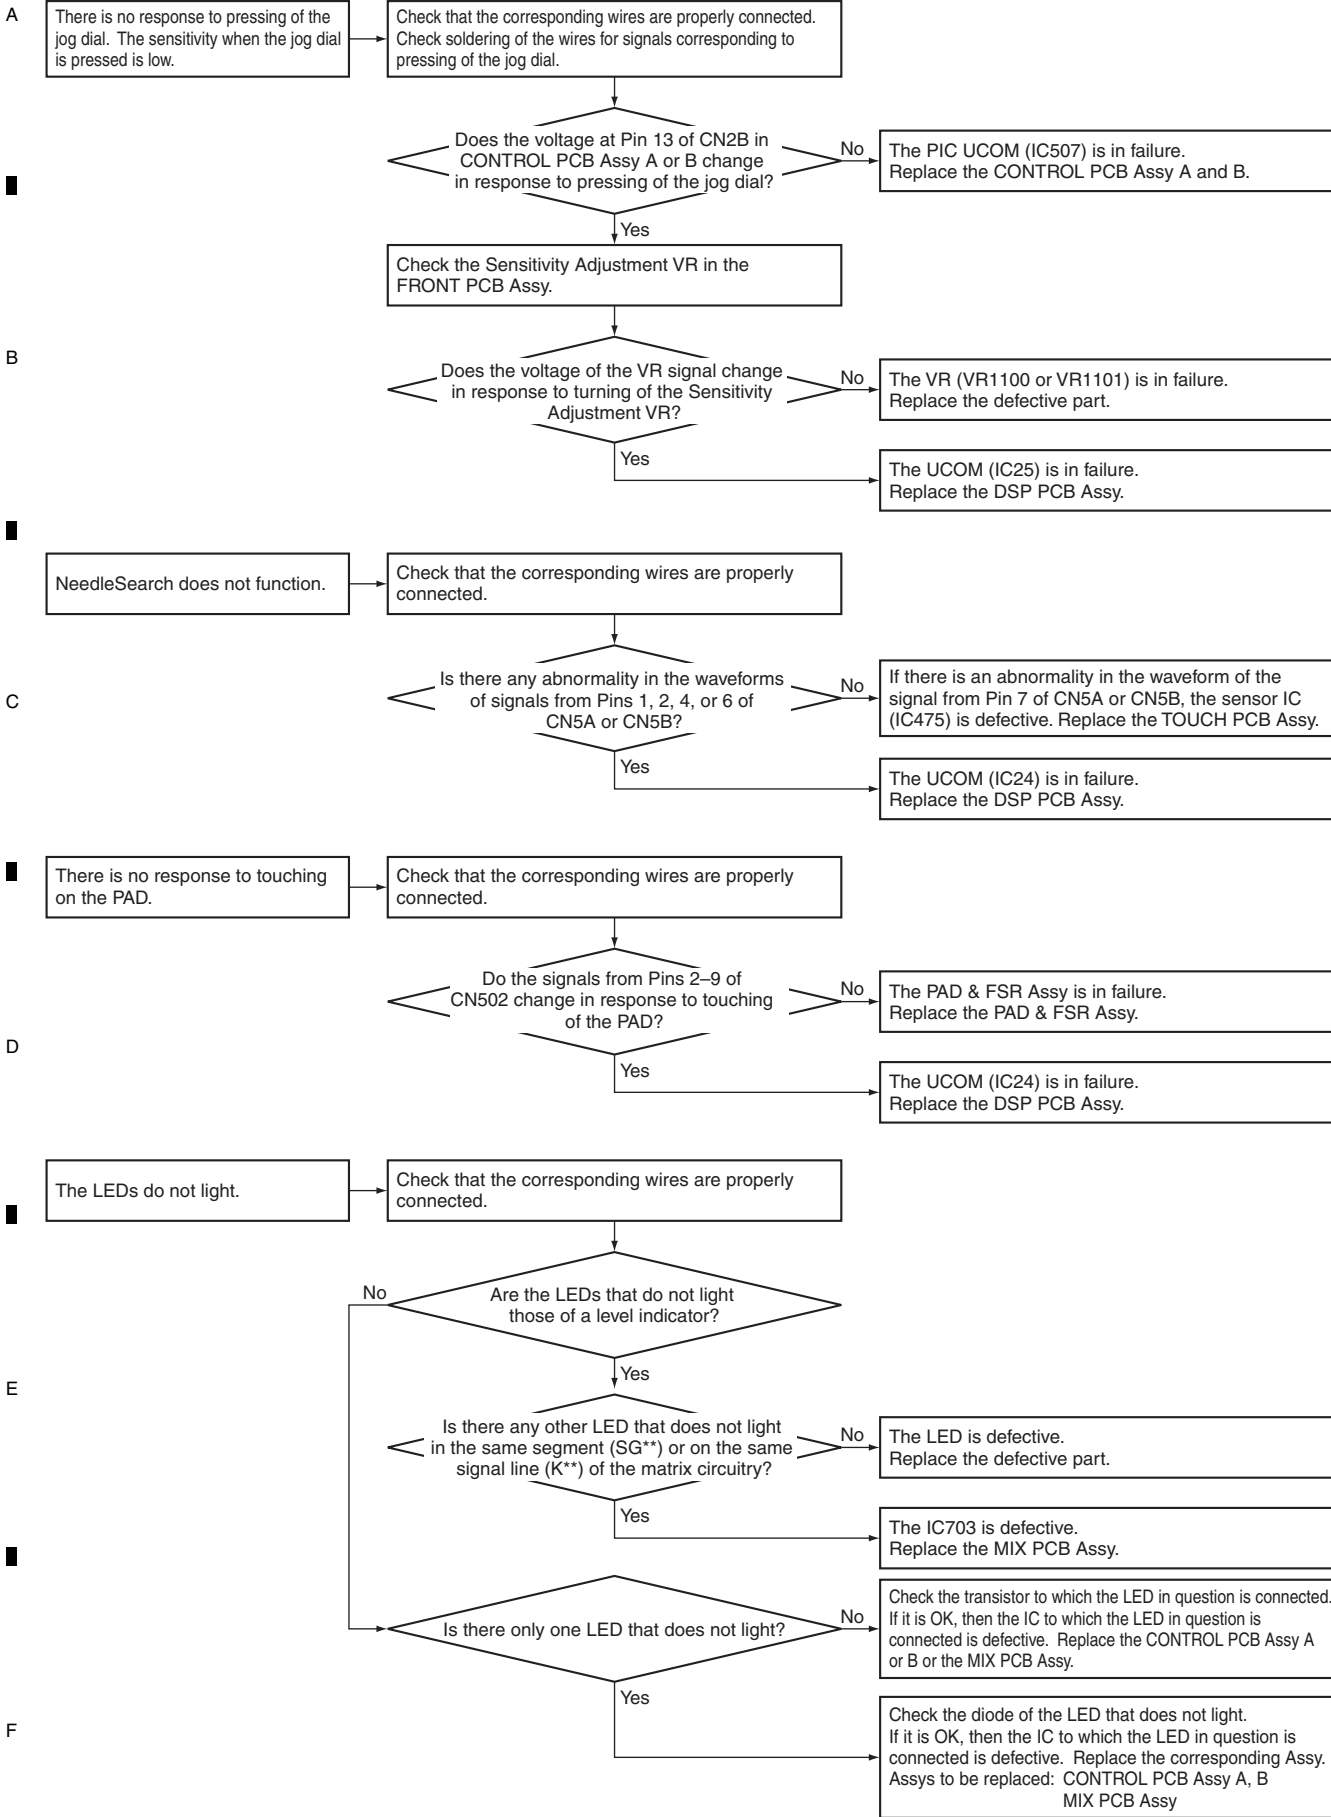 A
There is no response to pressing of the
jog dial. The sensitivity when the jog dial
is pressed is low.
Check that the corresponding wires are properly connected.
Check soldering of the wires for signals corresponding to
pressing of the jog dial.
Does the voltage at Pin 13 of CN2B in
CONTROL PCB Assy A or B change
in response to pressing of the jog dial?
No
The PIC UCOM (IC507) is in failure.
Replace the CONTROL PCB Assy A and B.
Yes
Check the Sensitivity Adjustment VR in the
FRONT PCB Assy.
B
Does the voltage of the VR signal change
in response to turning of the Sensitivity
Adjustment VR?
No
The VR (VR1100 or VR1101) is in failure.
Replace the defective part.
Yes
The UCOM (IC25) is in failure.
Replace the DSP PCB Assy.
NeedleSearch does not function.
Check that the corresponding wires are properly
connected.
C
Is there any abnormality in the waveforms
of signals from Pins 1, 2, 4, or 6 of
CN5A or CN5B?
No
If there is an abnormality in the waveform of the
signal from Pin 7 of CN5A or CN5B, the sensor IC
(IC475) is defective. Replace the TOUCH PCB Assy.
Yes
The UCOM (IC24) is in failure.
Replace the DSP PCB Assy.
There is no response to touching
on the PAD.
Check that the corresponding wires are properly
connected.
Do the signals from Pins 2–9 of
CN502 change in response to touching
of the PAD?
No
The PAD & FSR Assy is in failure.
Replace the PAD & FSR Assy.
D
Yes
The UCOM (IC24) is in failure.
Replace the DSP PCB Assy.
The LEDs do not light.
Check that the corresponding wires are properly
connected.
Are the LEDs that do not light
those of a level indicator?
No
Yes
E
Is there any other LED that does not light
in the same segment (SG**) or on the same
signal line (K**) of the matrix circuitry?
No
The LED is defective.
Replace the defective part.
Yes
The IC703 is defective.
Replace the MIX PCB Assy.
Is there only one LED that does not light?
No
Check the transistor to which the LED in question is connected.
If it is OK, then the IC to which the LED in question is
connected is defective. Replace the CONTROL PCB Assy A
or B or the MIX PCB Assy.
Yes
F
Check the diode of the LED that does not light.
If it is OK, then the IC to which the LED in question is
connected is defective. Replace the corresponding Assy.
Assys to be replaced: CONTROL PCB Assy A, B
MIX PCB Assy